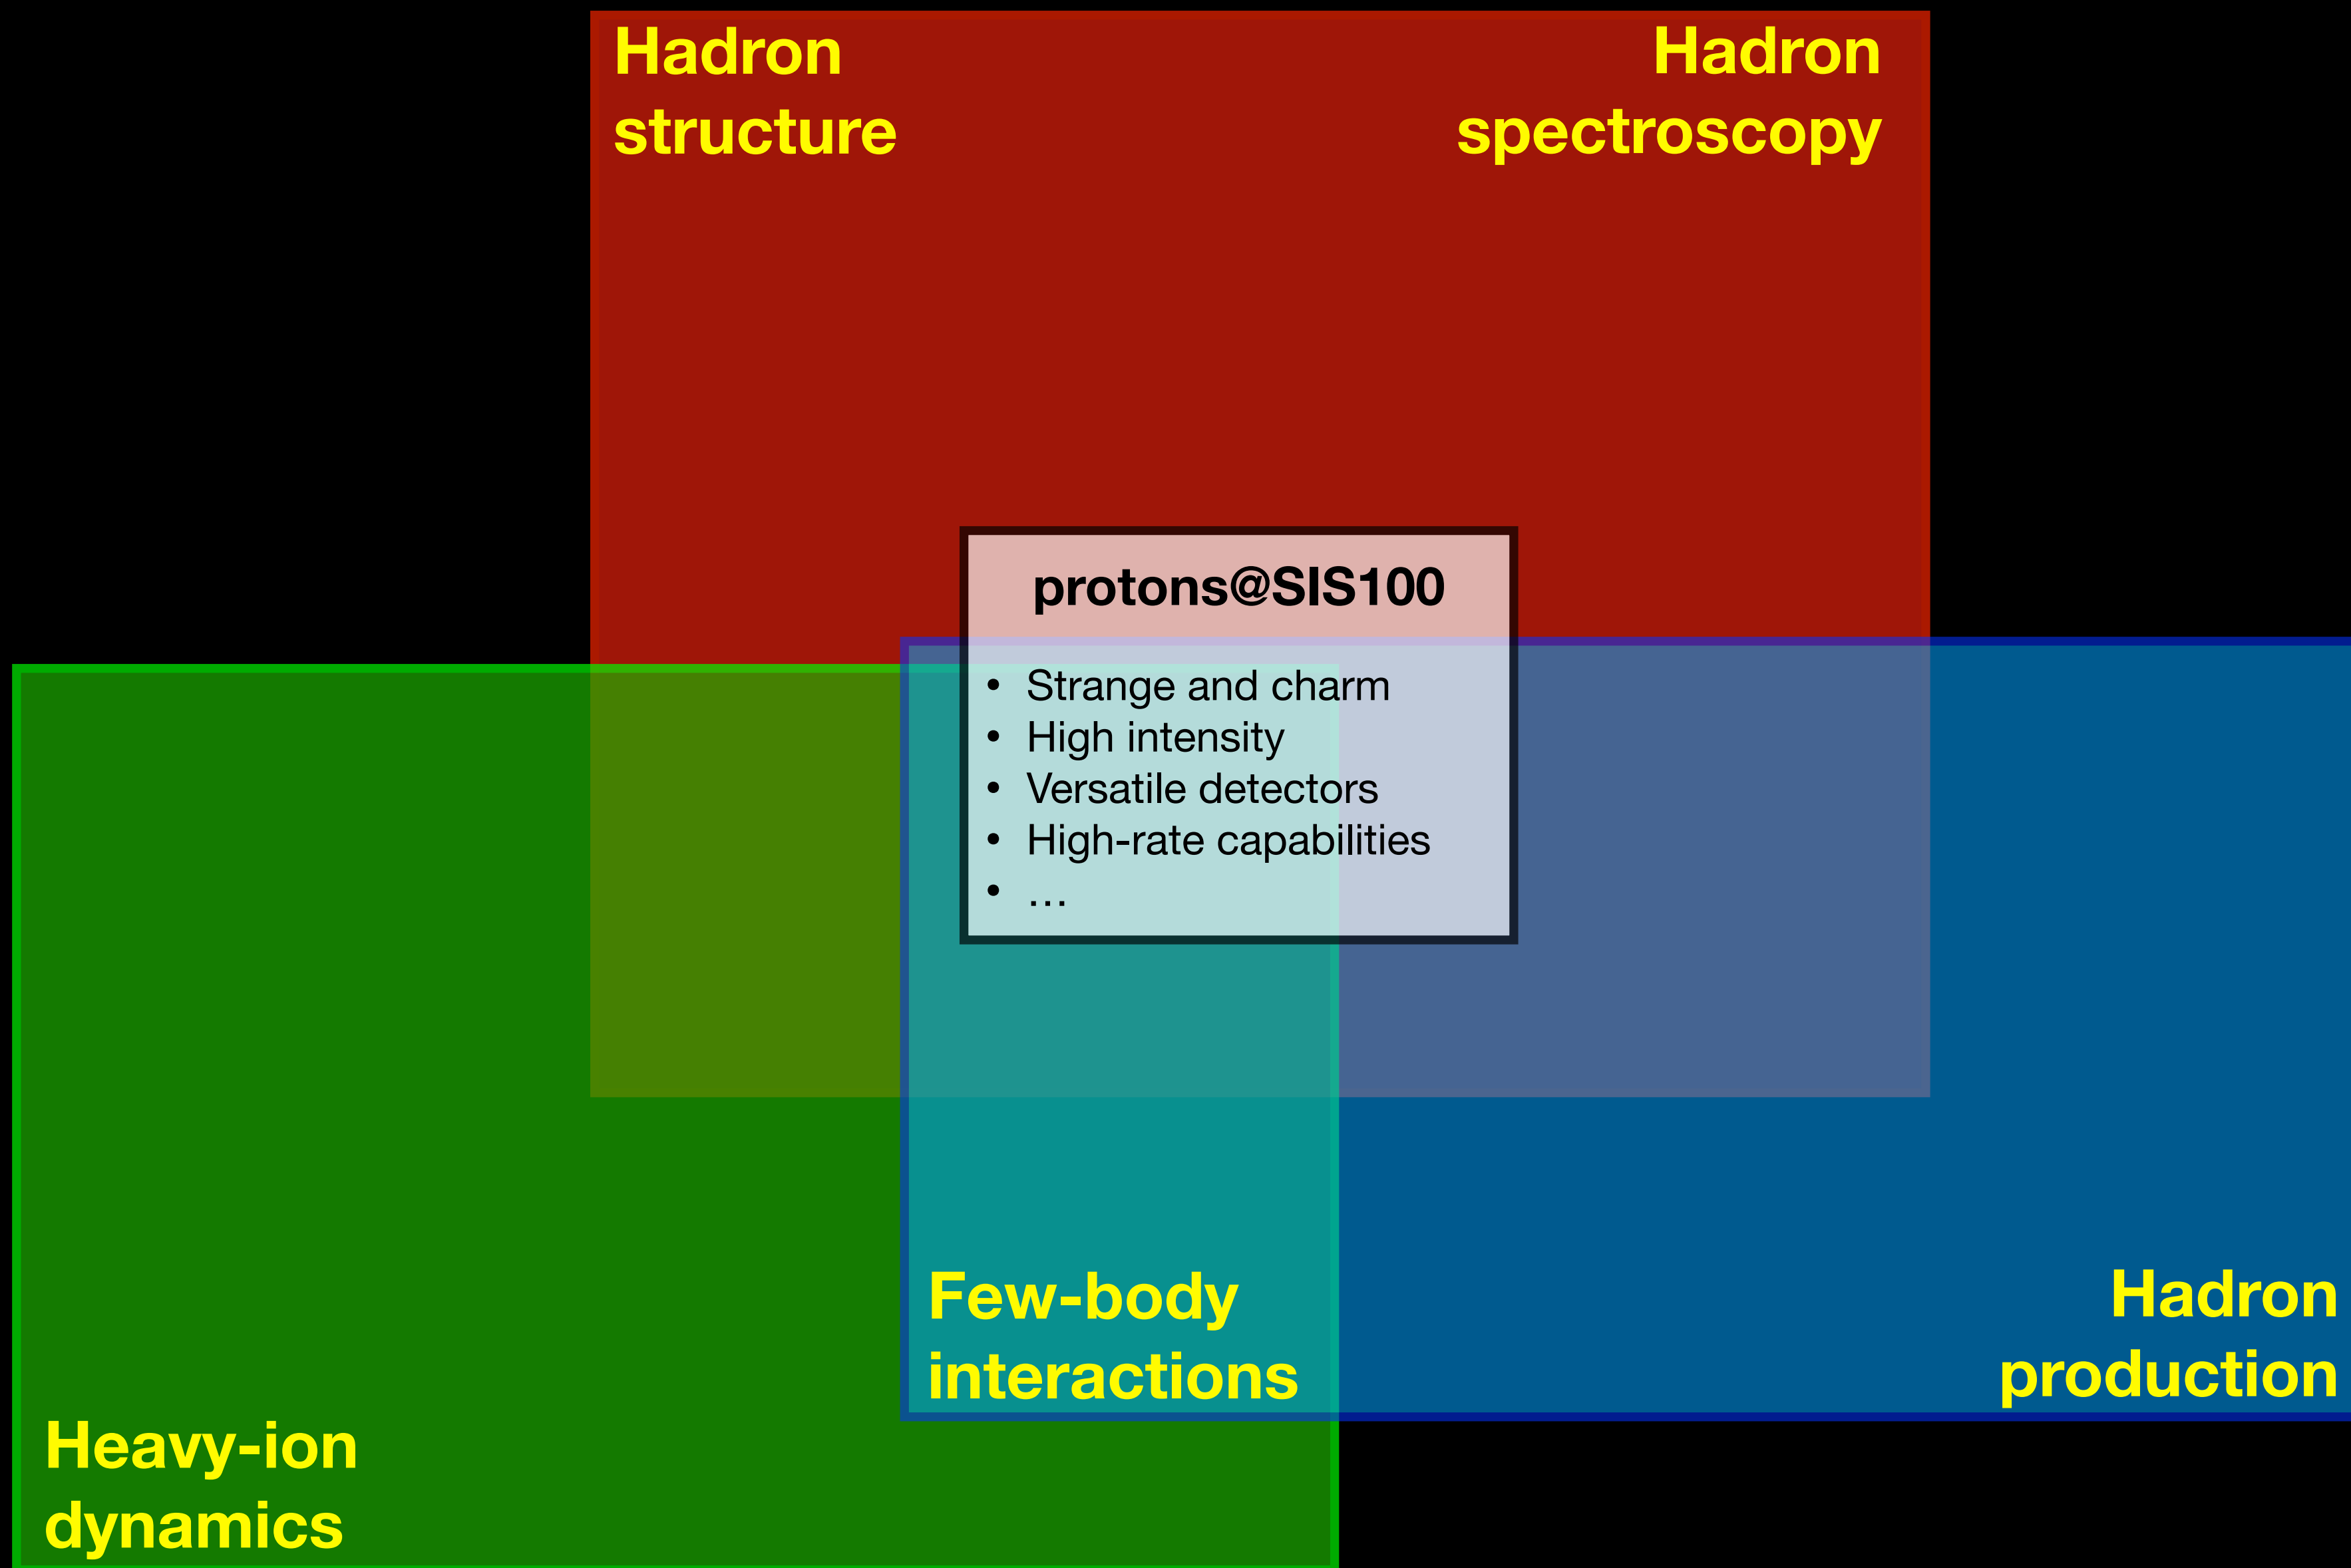 Hadron
structure
Hadron
spectroscopy
protons@SIS100
• Strange and charm
• High intensity
• Versatile detectors
• High-rate capabilities
• …
Few-body
interactions
Hadron
production
Heavy-ion
dynamics